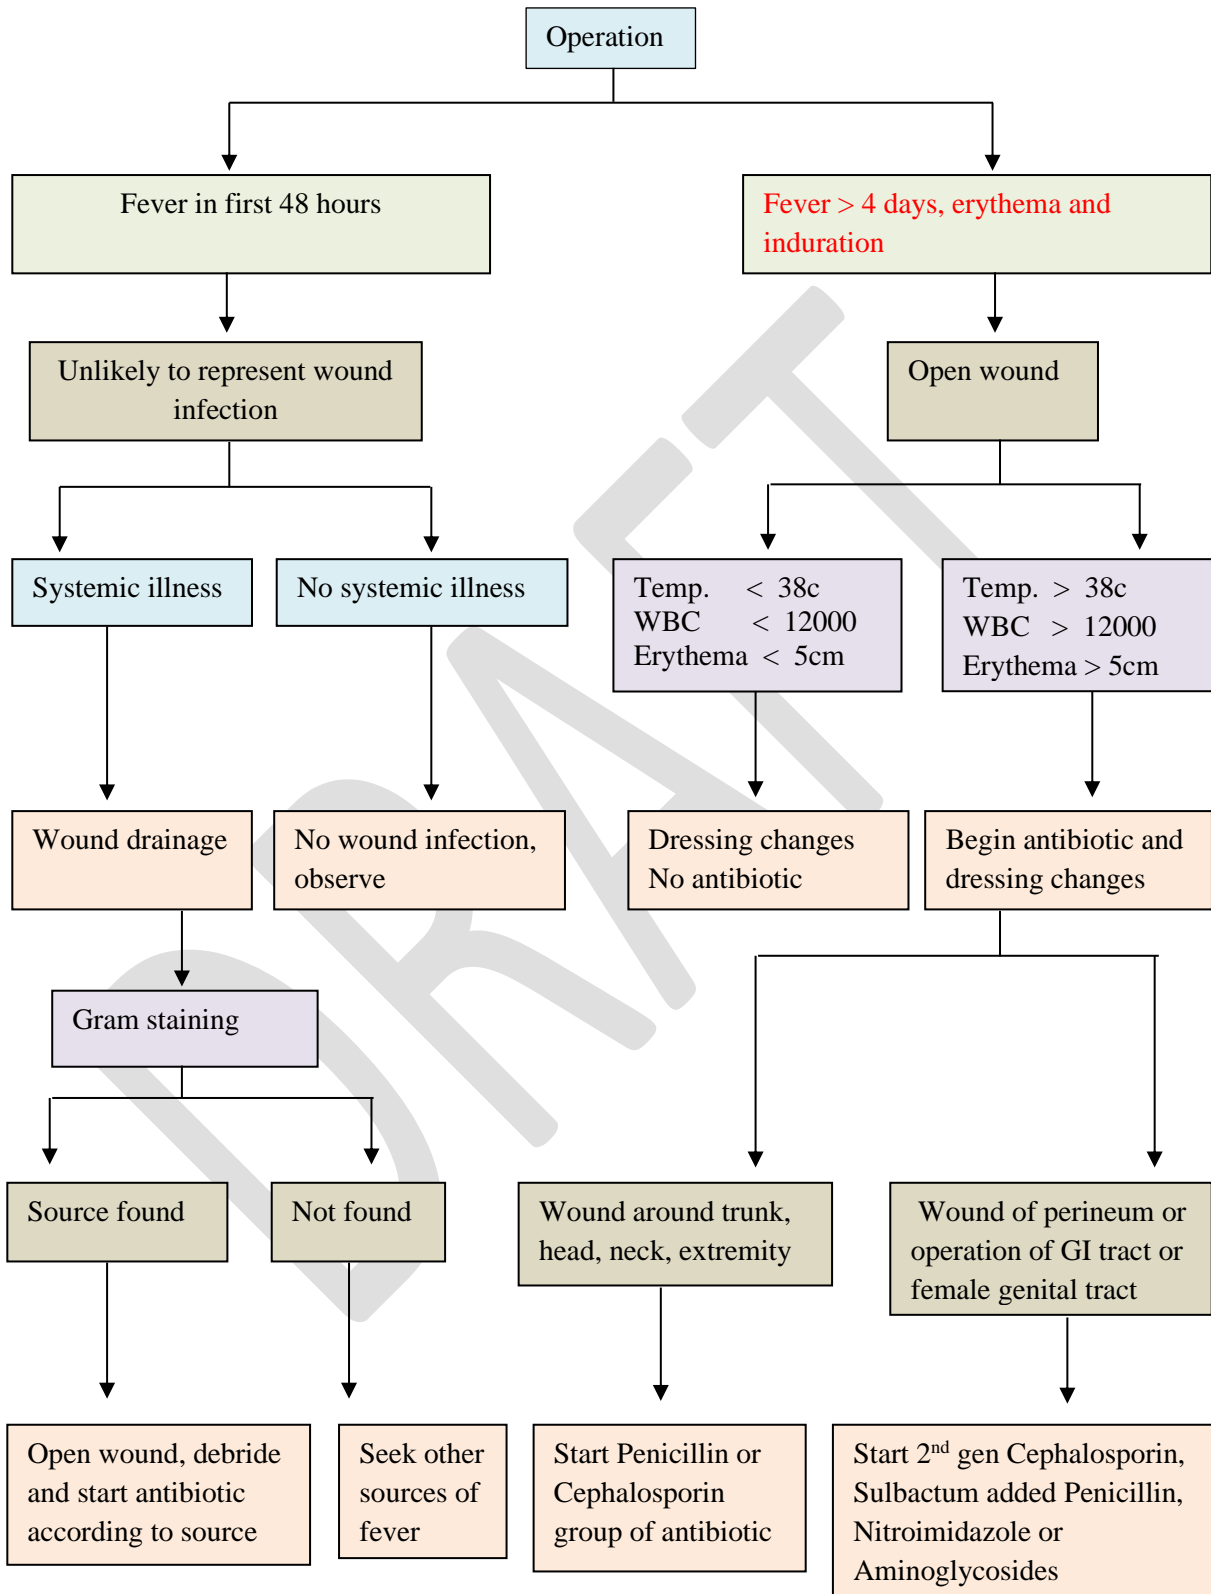 Operation
Fever in first 48 hours
Fever > 4 days, erythema and
induration
Unlikely to represent wound
infection
Open wound
Systemic illness
No systemic illness
Temp. < 38c
WBC < 12000
Erythema < 5cm
Temp. > 38c
WBC > 12000
Erythema > 5cm
Wound drainage
No wound infection,
observe
Dressing changes
No antibiotic
Begin antibiotic and
dressing changes
Gram staining
Source found
Not found
Wound around trunk,
head, neck, extremity
Wound of perineum or
operation of GI tract or
female genital tract
Open wound, debride
and start antibiotic
according to source
Seek other
sources of
fever
Start Penicillin or
Cephalosporin
group of antibiotic
Start 2nd gen Cephalosporin,
Sulbactum added Penicillin,
Nitroimidazole or
Aminoglycosides
DRAFT